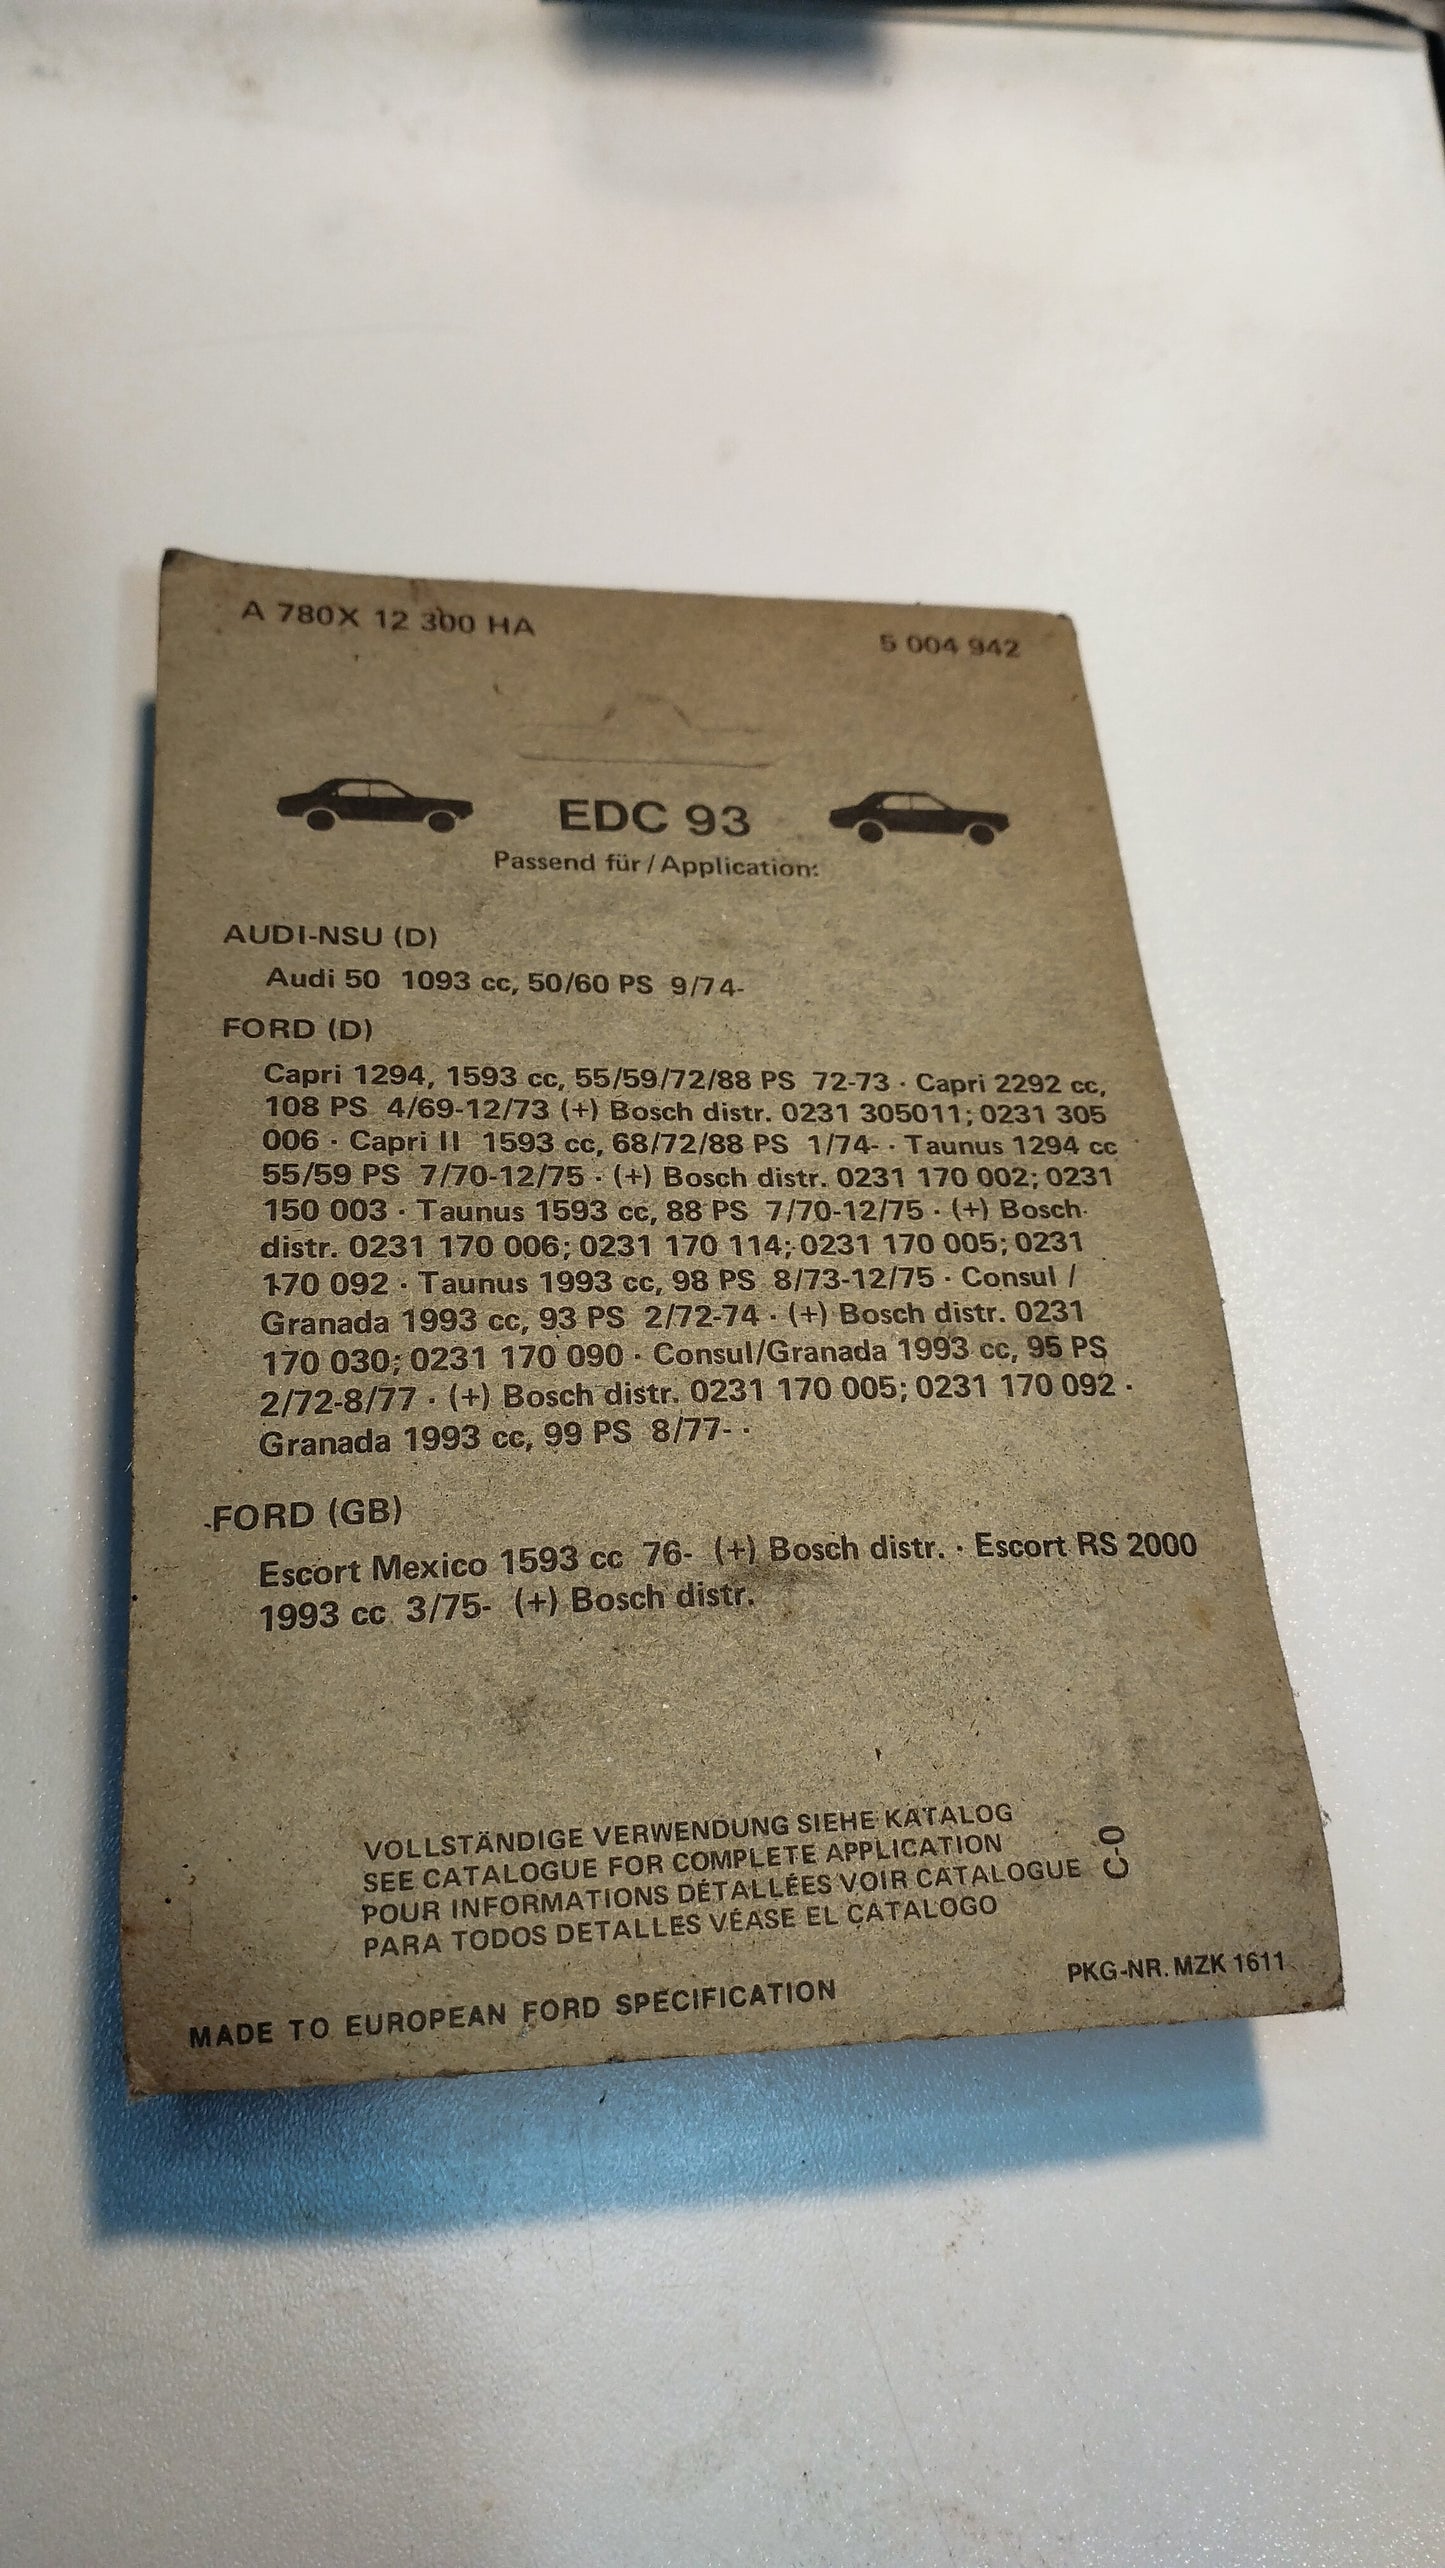 A 780X 12 300 HA
5 004 942
EDC 93
Passend für / Application:
AUDI-NSU (D)
Audi 50 1093 cc, 50/60 PS 9/74-
FORD (D)
Capri 1294, 1593 cc, 55/59/72/88 PS 72-73 · Capri 2292 cc,
108 PS 4/69-12/73 (+) Bosch distr. 0231 305011; 0231 305
006 · Capri II 1593 cc, 68/72/88 PS 1/74- · Taunus 1294 cc
55/59 PS 7/70-12/75 · (+) Bosch distr. 0231 170 002; 0231
150 003 · Taunus 1593 cc, 88 PS 7/70-12/75 · (+) Bosch
distr. 0231 170 006; 0231 170 114; 0231 170 005; 0231
170 092 · Taunus 1993 cc, 98 PS 8/73-12/75 · Consul /
Granada 1993 cc, 93 PS 2/72-74 · (+) Bosch distr. 0231
170 030; 0231 170 090 · Consul/Granada 1993 cc, 95 PS
2/72-8/77 · (+) Bosch distr. 0231 170 005; 0231 170 092 ·
Granada 1993 cc, 99 PS 8/77- ·
FORD (GB)
Escort Mexico 1593 cc 76- (+) Bosch distr. · Escort RS 2000
1993 cc 3/75- (+) Bosch distr.
VOLLSTÄNDIGE VERWENDUNG SIEHE KATALOG
SEE CATALOGUE FOR COMPLETE APPLICATION
POUR INFORMATIONS DÉTALLÉES VOIR CATALOGUE
PARA TODOS DETALLES VÉASE EL CATALOGO
C-0
PKG-NR. MZK 1611
MADE TO EUROPEAN FORD SPECIFICATION